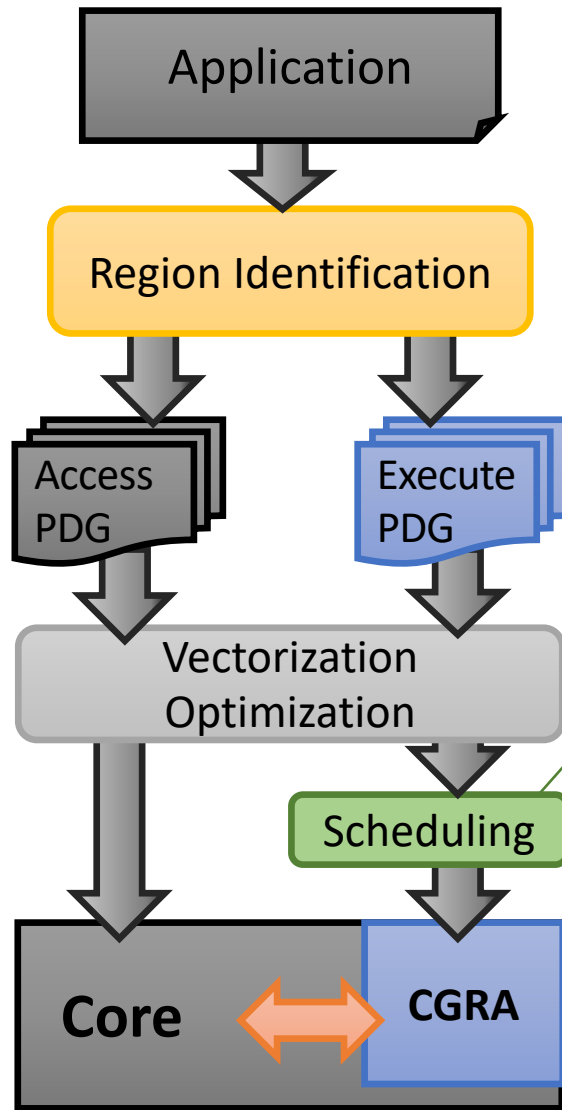 Application
Region Identification
Access
PDG
Execute
PDG
Vectorization
Optimization
Scheduling
Core
CGRA